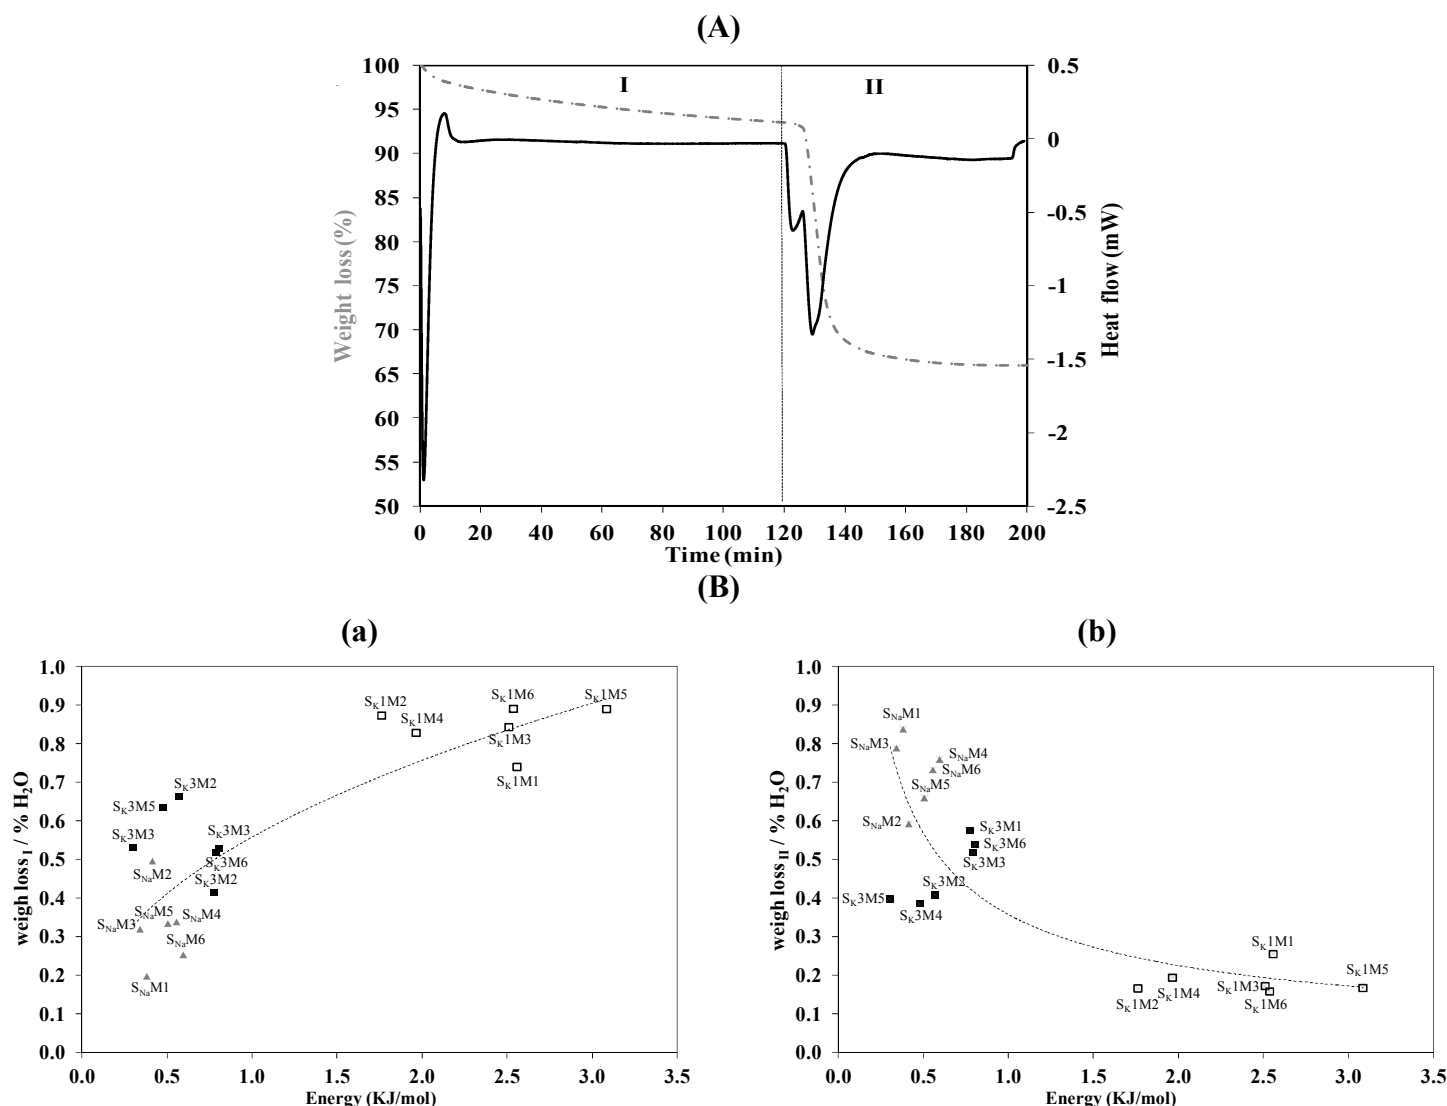 (A)
I
II
100
95
90
85
80
75
70
65
60
55
50
Weight loss (%)
0.5
0
-0.5
-1
-1.5
-2
-2.5
Heat flow (mW)
0 20 40 60 80 100 120 140 160 180 200
Time (min)
(B)
(a)
1.0
0.9
0.8
0.7
0.6
0.5
0.4
0.3
0.2
0.1
0.0
weigh loss I / % H2O
SK1M2
SK1M4
SK1M6
SK1M5
SK1M3
SK1M1
SK3M2
SK3M5
SK3M3
SK3M3
SK3M6
SK3M2
SNaM2
SNaM5
SNaM4
SNaM3
SNaM6
SNaM1
0.0 0.5 1.0 1.5 2.0 2.5 3.0 3.5
Energy (KJ/mol)
(b)
1.0
0.9
0.8
0.7
0.6
0.5
0.4
0.3
0.2
0.1
0.0
weigh loss II / % H2O
SNaM1
SNaM3
SNaM4
SNaM6
SNaM5
SNaM2
SK3M1
SK3M6
SK3M3
SK3M2
SK3M5
SK3M4
SK1M1
SK1M5
SK1M3
SK1M2
SK1M4
SK1M6
0.0 0.5 1.0 1.5 2.0 2.5 3.0 3.5
Energy (KJ/mol)